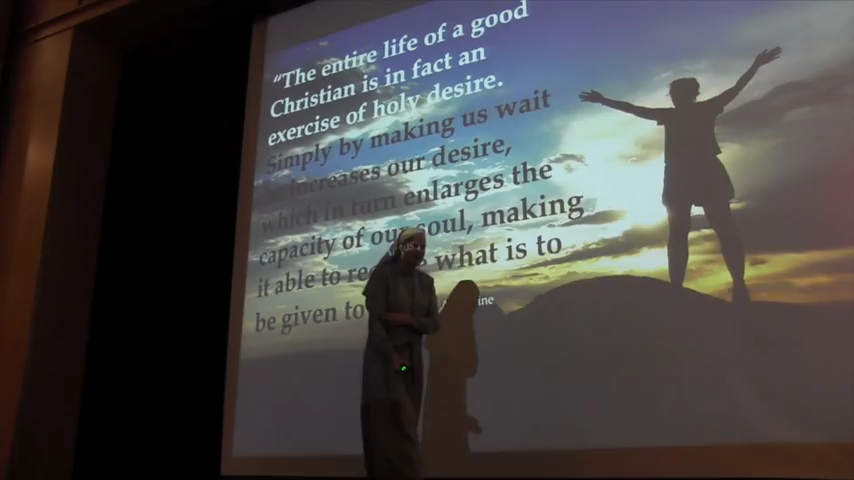 “The entire life of a good
Christian is in fact an
exercise of holy desire.
Simply by making us wait
increases our desire,
which in turn enlarges the
capacity of our soul, making
it able to what is to
be given to